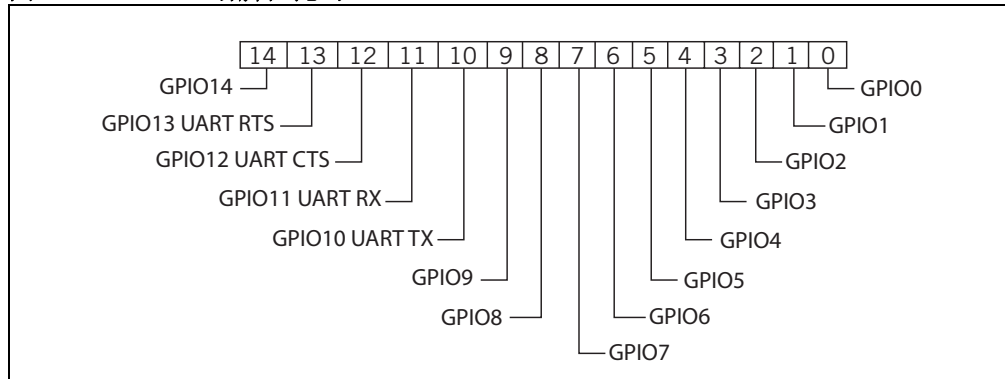 14 13 12 11 10 9 8 7 6 5 4 3 2 1 0
GPIO14
GPIO0
GPIO13 UART RTS
GPIO1
GPIO12 UART CTS
GPIO2
GPIO11 UART RX
GPIO3
GPIO10 UART TX
GPIO4
GPIO9
GPIO5
GPIO8
GPIO6
GPIO7